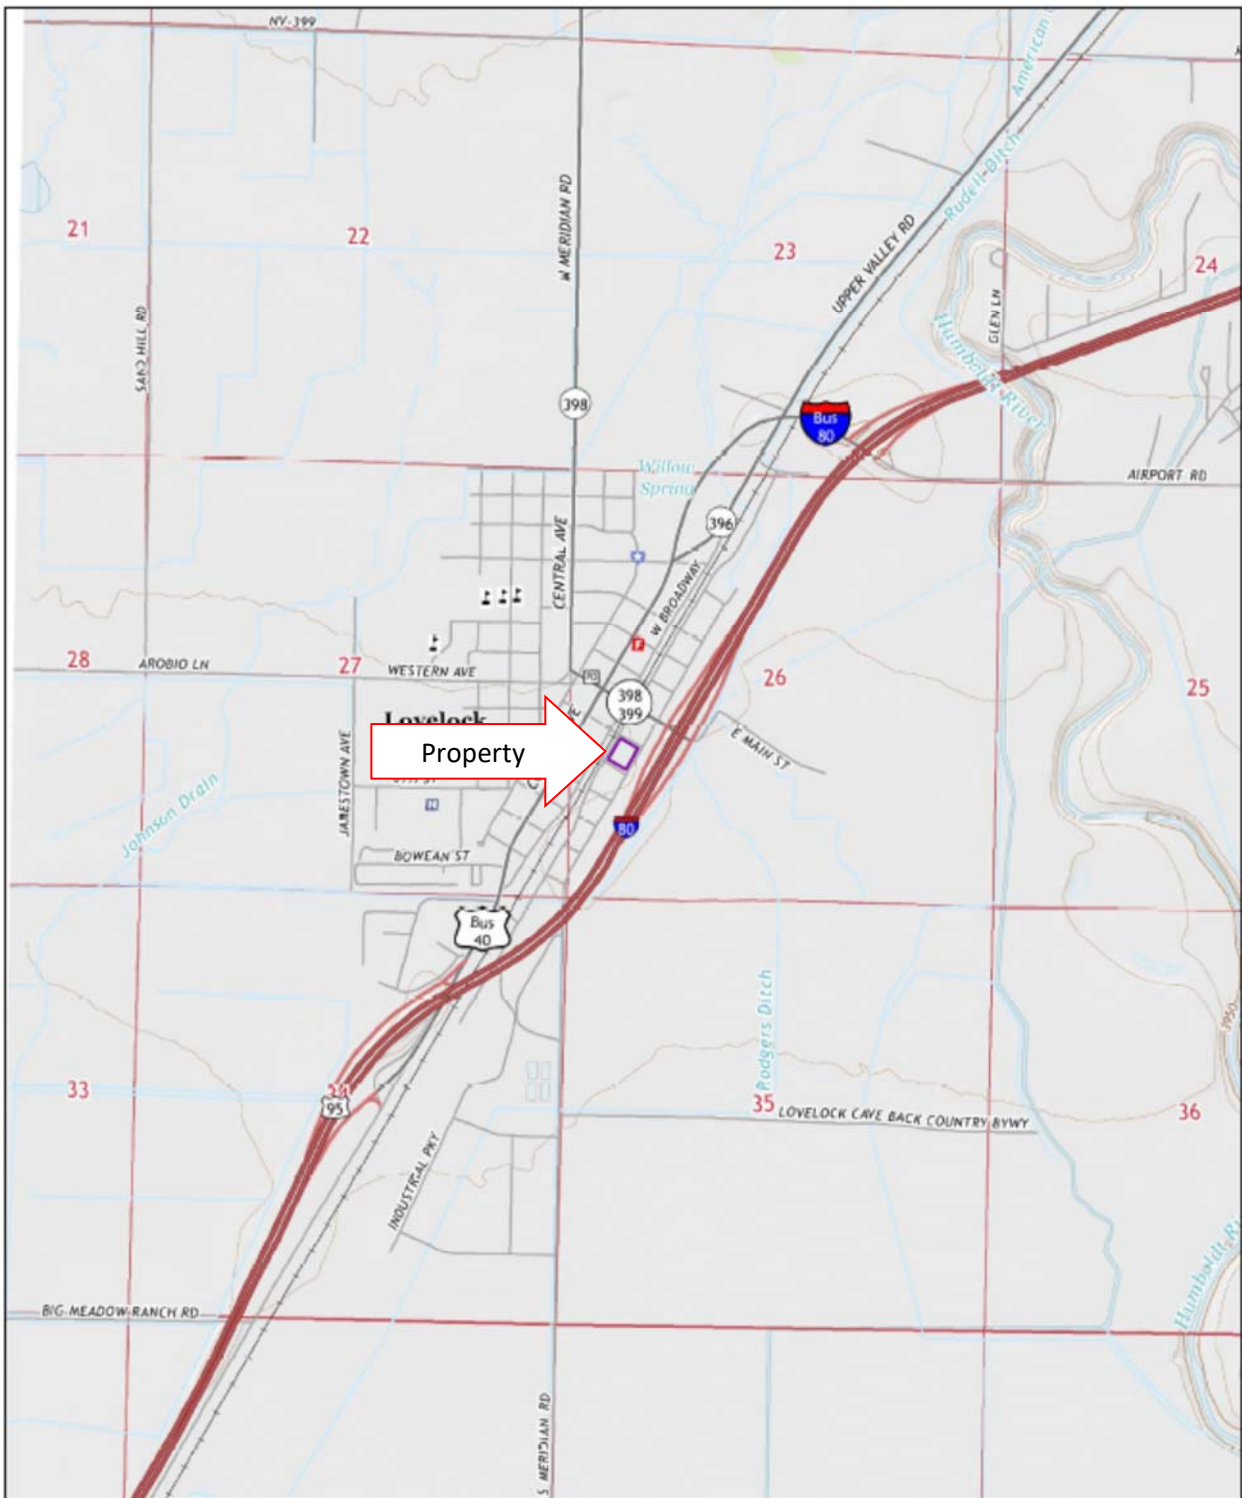 NV-399
American
Rudell Ditch
21
22
W MERIDIAN RD
23
UPPER VALLEY RD
24
SAND HILL RD
GLEN LN
Humboldt River
398
Bus
80
Willow
Spring
AIRPORT RD
396
CENTRAL AVE
W BROADWAY
F
28
AROBIO LN
27
WESTERN AVE
26
25
398
399
Lovelock
Property
E MAIN ST
JAMESTOWN AVE
H
Johnson Drain
80
BOWEAN ST
Bus
40
Rodgers Ditch
3950
33
95
35
LOVELOCK CAVE BACK COUNTRY BYWY
36
INDUSTRIAL PKY
Humboldt
BIG MEADOW RANCH RD
S MERIDIAN RD